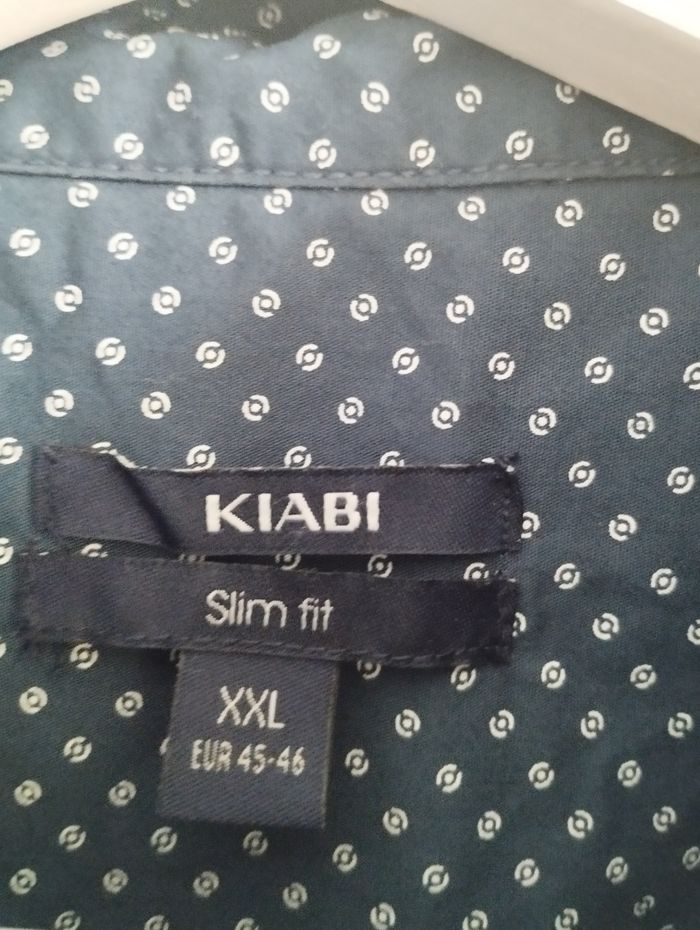 KIABI
Slim fit
XXL
EUR 45-46